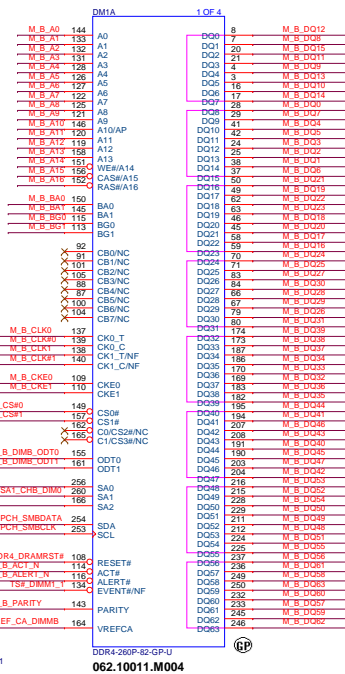 DM1A
1 OF 4
M_B_A0 144 A0
M_B_A1 133 A1
M_B_A2 132 A2
M_B_A3 131 A3
M_B_A4 128 A4
M_B_A5 126 A5
M_B_A6 127 A6
M_B_A7 122 A7
M_B_A8 125 A8
M_B_A9 121 A9
M_B_A10 146 A10/AP
M_B_A11 120 A11
M_B_A12 119 A12
M_B_A13 158 A13
M_B_A14 151 WE#/A14
M_B_A15 156 CAS#/A15
M_B_A16 152 RAS#/A16
M_B_BA0 150 BA0
M_B_BA1 145 BA1
M_B_BG0 115 BG0
M_B_BG1 113 BG1
92 CB0/NC
91 CB1/NC
101 CB2/NC
105 CB3/NC
88 CB4/NC
87 CB5/NC
100 CB6/NC
104 CB7/NC
M_B_CLK0 137 CK0_T
M_B_CLK#0 139 CK0_C
M_B_CLK1 138 CK1_T/NF
M_B_CLK#1 140 CK1_C/NF
M_B_CKE0 109 CKE0
M_B_CKE1 110 CKE1
CS#0 149 CS0#
CS#1 157 CS1#
162 C0/CS2#/NC
165 C1/CS3#/NC
B_DIMB_ODT0 155 ODT0
B_DIMB_ODT1 161 ODT1
256 SA0
SA1_CHB_DIM0 260 SA1
166 SA2
PCH_SMBDATA 254 SDA
PCH_SMBCLK 253 SCL
DR4_DRAMRST# 108 RESET#
B_ACT_N 114 ACT#
B_ALERT_N 116 ALERT#
TS#_DIMM1_1 134 EVENT#/NF
B_PARITY 143 PARITY
EF_CA_DIMMB 164 VREFCA
DQ0 8 M_B_DQ12
DQ1 7 M_B_DQ8
DQ2 20 M_B_DQ15
DQ3 21 M_B_DQ11
DQ4 4 M_B_DQ9
DQ5 3 M_B_DQ13
DQ6 16 M_B_DQ10
DQ7 17 M_B_DQ14
DQ8 28 M_B_DQ0
DQ9 29 M_B_DQ7
DQ10 41 M_B_DQ4
DQ11 42 M_B_DQ5
DQ12 24 M_B_DQ3
DQ13 25 M_B_DQ2
DQ14 38 M_B_DQ1
DQ15 37 M_B_DQ6
DQ16 50 M_B_DQ21
DQ17 49 M_B_DQ19
DQ18 62 M_B_DQ22
DQ19 63 M_B_DQ23
DQ20 46 M_B_DQ18
DQ21 45 M_B_DQ20
DQ22 58 M_B_DQ17
DQ23 59 M_B_DQ16
DQ24 70 M_B_DQ24
DQ25 71 M_B_DQ25
DQ26 83 M_B_DQ27
DQ27 84 M_B_DQ30
DQ28 66 M_B_DQ28
DQ29 67 M_B_DQ29
DQ30 79 M_B_DQ26
DQ31 80 M_B_DQ31
DQ32 174 M_B_DQ39
DQ33 173 M_B_DQ33
DQ34 187 M_B_DQ38
DQ35 186 M_B_DQ34
DQ36 170 M_B_DQ37
DQ37 169 M_B_DQ32
DQ38 183 M_B_DQ36
DQ39 182 M_B_DQ35
DQ40 195 M_B_DQ44
DQ41 194 M_B_DQ41
DQ42 207 M_B_DQ47
DQ43 208 M_B_DQ43
DQ44 191 M_B_DQ40
DQ45 190 M_B_DQ45
DQ46 203 M_B_DQ46
DQ47 204 M_B_DQ42
DQ48 216 M_B_DQ53
DQ49 215 M_B_DQ52
DQ50 228 M_B_DQ54
DQ51 229 M_B_DQ50
DQ52 211 M_B_DQ49
DQ53 212 M_B_DQ48
DQ54 224 M_B_DQ51
DQ55 225 M_B_DQ55
DQ56 237 M_B_DQ56
DQ57 236 M_B_DQ61
DQ58 249 M_B_DQ58
DQ59 250 M_B_DQ63
DQ60 232 M_B_DQ60
DQ61 233 M_B_DQ57
DQ62 245 M_B_DQ59
DQ63 246 M_B_DQ62
GP
DDR4-260P-82-GP-U
062.10011.M004
1